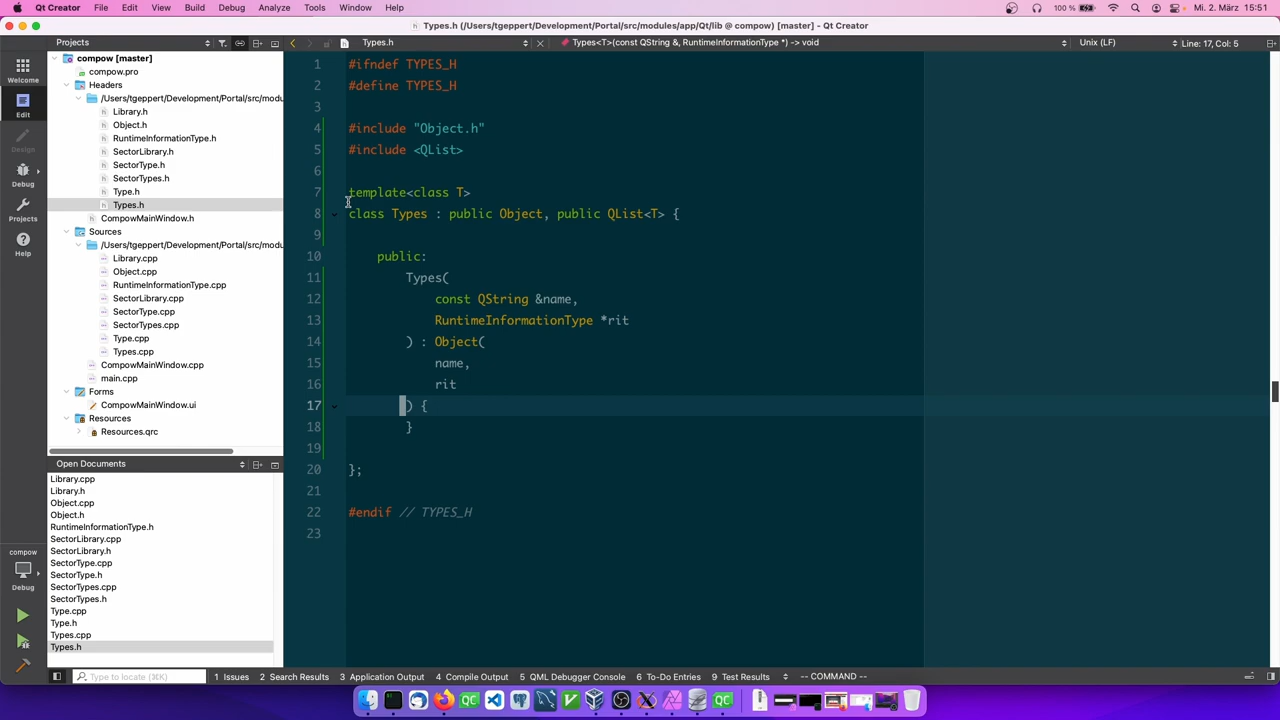 Qt Creator File Edit View Build Debug Analyze Tools Window Help 100 % Mi. 2. März 15:51
Types.h (/Users/tgeppert/Development/Portal/src/modules/app/Qt/lib @ compow) [master] - Qt Creator
Projects
Types.h
Types<T>(const QString &, RuntimeInformationType *) -> void
Unix (LF)
Line: 17, Col: 5
Welcome
Edit
Design
Debug
Projects
Help
compow
Debug
compow [master]
compow.pro
Headers
/Users/tgeppert/Development/Portal/src/modu
Library.h
Object.h
RuntimeInformationType.h
SectorLibrary.h
SectorType.h
SectorTypes.h
Type.h
Types.h
CompowMainWindow.h
Sources
/Users/tgeppert/Development/Portal/src/modu
Library.cpp
Object.cpp
RuntimeInformationType.cpp
SectorLibrary.cpp
SectorType.cpp
SectorTypes.cpp
Type.cpp
Types.cpp
CompowMainWindow.cpp
main.cpp
Forms
CompowMainWindow.ui
Resources
Resources.qrc
Open Documents
Library.cpp
Library.h
Object.cpp
Object.h
RuntimeInformationType.h
SectorLibrary.cpp
SectorLibrary.h
SectorType.cpp
SectorType.h
SectorTypes.cpp
SectorTypes.h
Type.cpp
Type.h
Types.cpp
Types.h
1 #ifndef TYPES_H
2 #define TYPES_H
3
4 #include "Object.h"
5 #include <QList>
6
7 template<class T>
8 class Types : public Object, public QList<T> {
9
10 public:
11 Types(
12 const QString &name,
13 RuntimeInformationType *rit
14 ) : Object(
15 name,
16 rit
17 ) {
18 }
19
20 };
21
22 #endif // TYPES_H
23
Type to locate (⌘K) 1 Issues 2 Search Results 3 Application Output 4 Compile Output 5 QML Debugger Console 6 To-Do Entries 9 Test Results -- COMMAND --